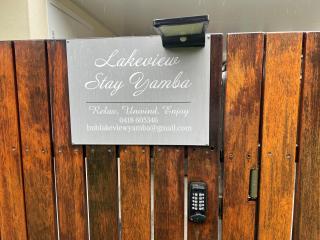 Lakeview
Stay Yamba
Relax, Unwind, Enjoy
0418 605346
bnblakeviewyamba@gmail.com